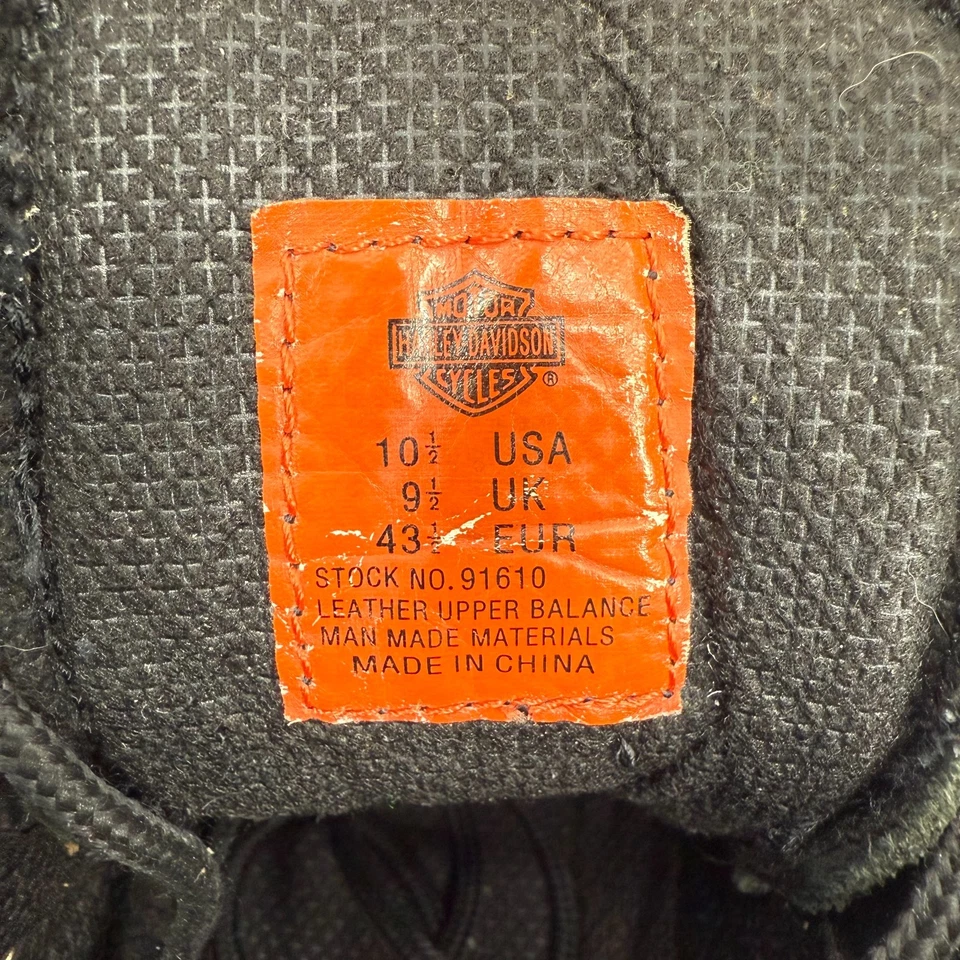 MOTOR
HARLEY-DAVIDSON
CYCLES ®
10½ USA
9½ UK
43½ EUR
STOCK NO. 91610
LEATHER UPPER BALANCE
MAN MADE MATERIALS
MADE IN CHINA